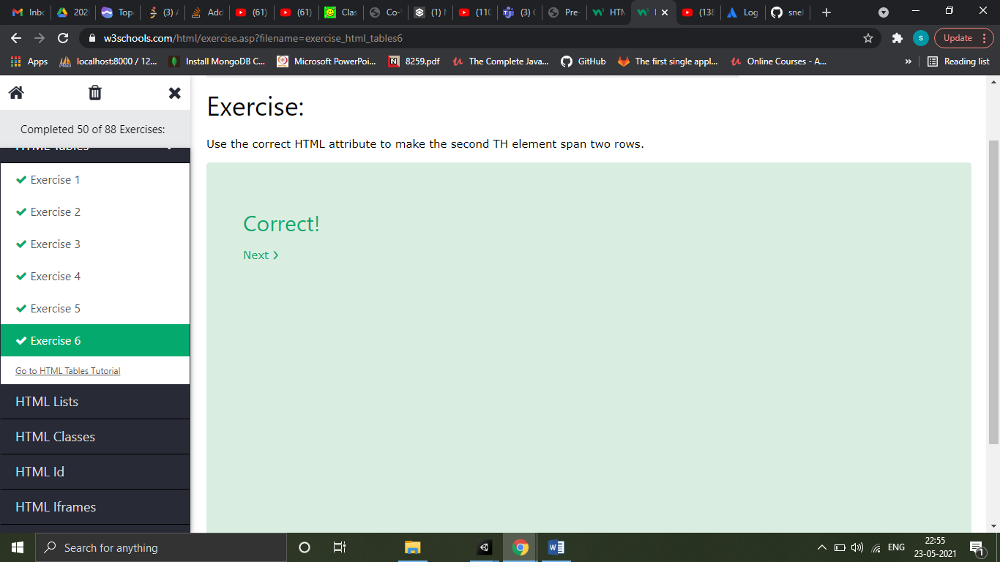 Inbo
202(
Top
(3) A
Add
(61)
(61)
Clas
Co-
(1) N
(110
(3) C
Pre-
HTN
(138
Log
snel
w3schools.com/html/exercise.asp?filename=exercise_html_tables6
S
Update
Apps
localhost:8000 / 12...
Install MongoDB C...
Microsoft PowerPoi...
8259.pdf
The Complete Java...
GitHub
The first single appl...
Online Courses - A...
»
Reading list
Completed 50 of 88 Exercises:
HTML Tables
Exercise 1
Exercise 2
Exercise 3
Exercise 4
Exercise 5
Exercise 6
Go to HTML Tables Tutorial
HTML Lists
HTML Classes
HTML Id
HTML Iframes
Exercise:
Use the correct HTML attribute to make the second TH element span two rows.
Correct!
Next ❯
Search for anything
ENG
22:55
23-05-2021
1